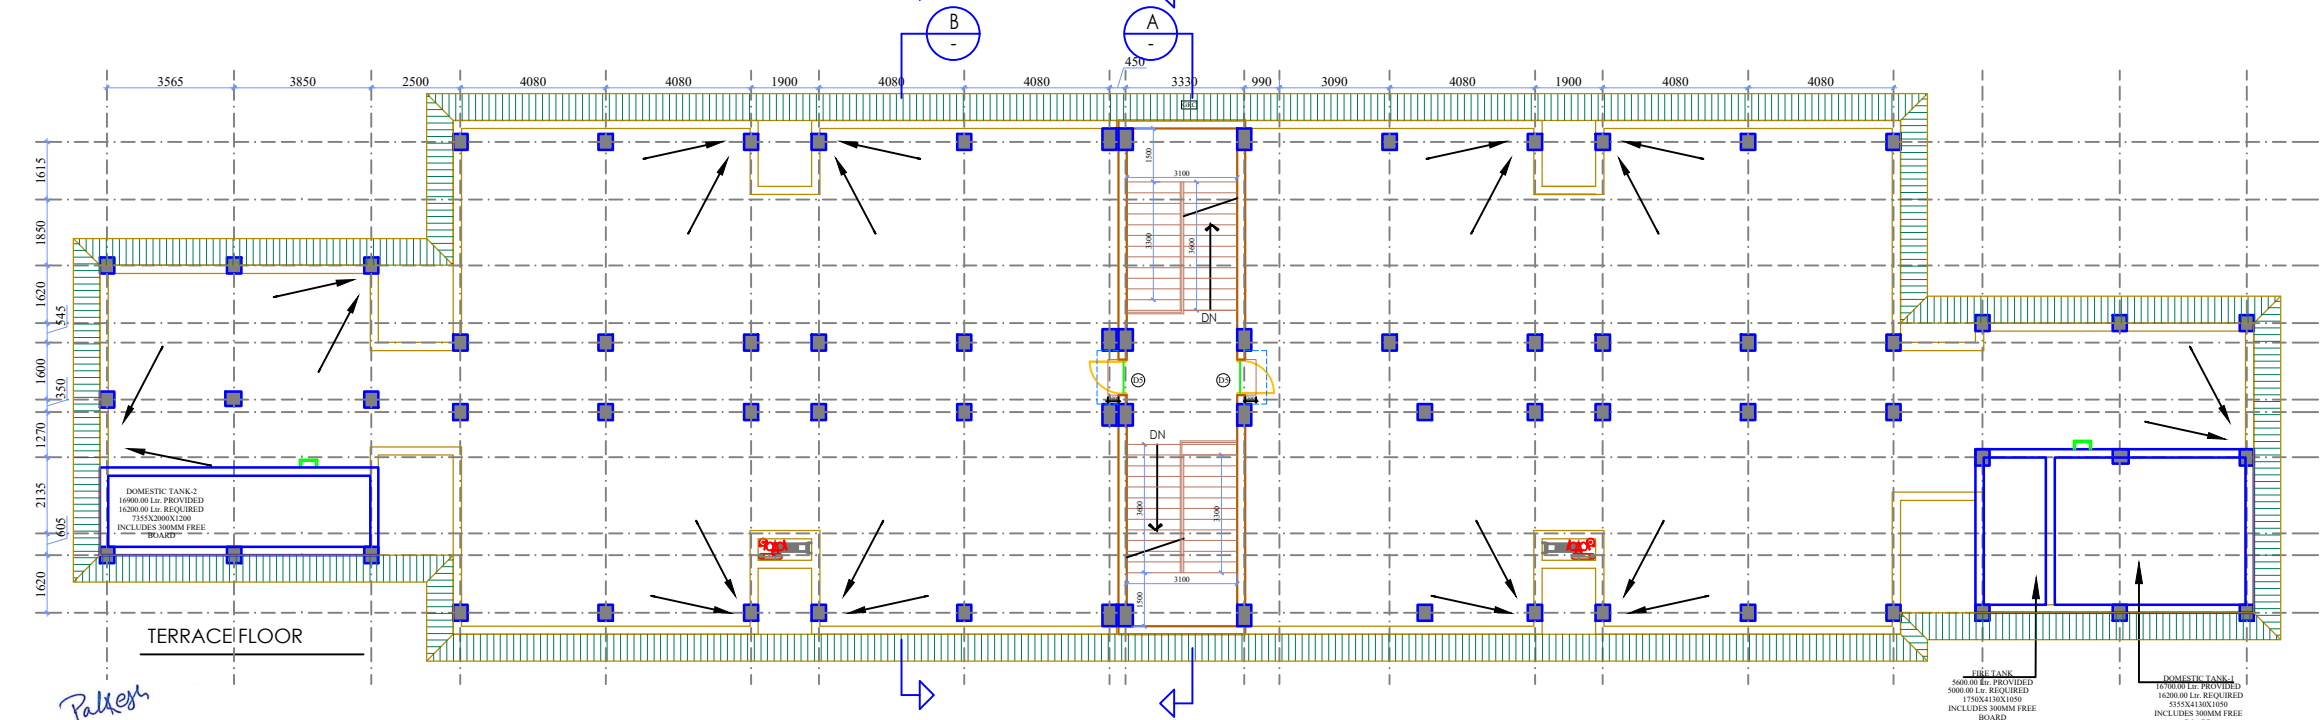 B
-
A
-
450
3565 3850 2500 4080 4080 1900 4080 4080 3330 990 3090 4080 1900 4080 4080
1615
1850
1620
545
1600
350
1270
2135
605
1620
1500
3100
3300
3600
DN
D5
D5
DN
3600
3300
3100
1500
DOMESTIC TANK-2
16900.00 Ltr. PROVIDED
16200.00 Ltr. REQUIRED
7355X2000X1200
INCLUDES 300MM FREE
BOARD
TERRACE FLOOR
Palkesh
FIRE TANK
5600.00 Ltr. PROVIDED
5000.00 Ltr. REQUIRED
1750X4130X1050
INCLUDES 300MM FREE
BOARD
DOMESTIC TANK-1
16700.00 Ltr. PROVIDED
16200.00 Ltr. REQUIRED
5355X4130X1050
INCLUDES 300MM FREE